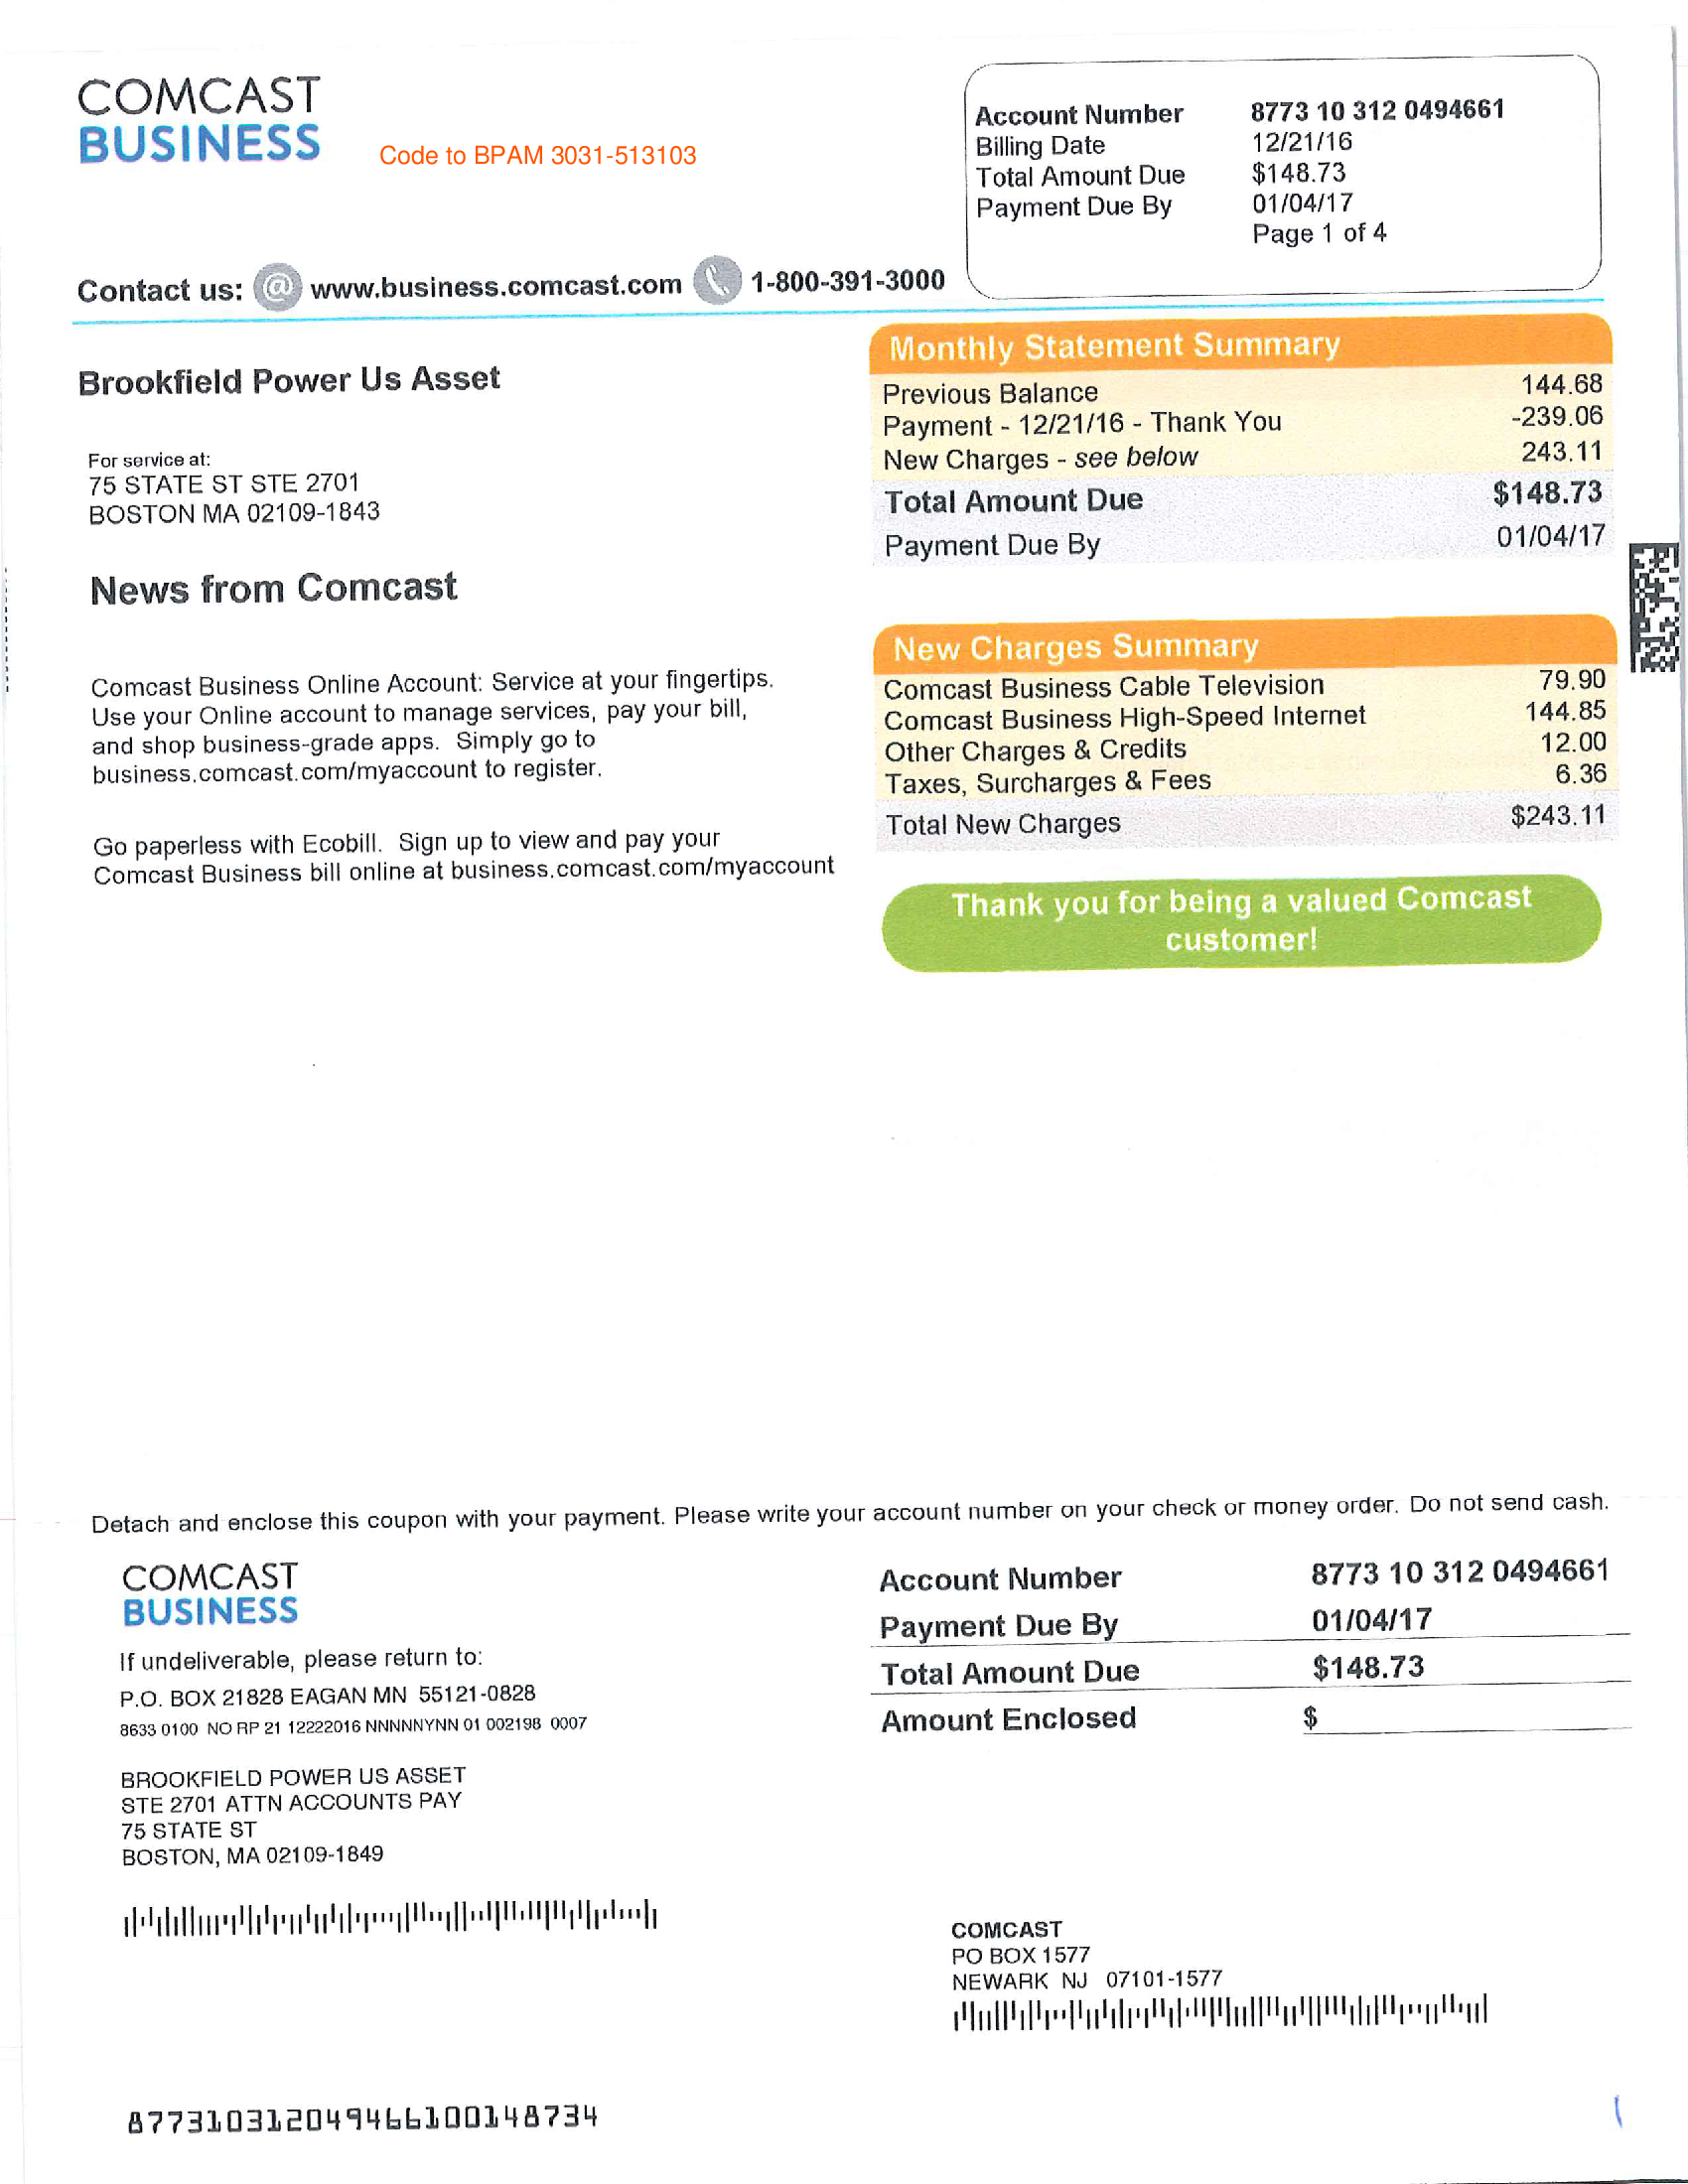 COMCAST
BUSINESS
Code to BPAM 3031-513103
Account Number 8773 10 312 0494661
Billing Date 12/21/16
Total Amount Due $148.73
Payment Due By 01/04/17
Page 1 of 4
Contact us: @ www.business.comcast.com 1-800-391-3000
Brookfield Power Us Asset
For service at:
75 STATE ST STE 2701
BOSTON MA 02109-1843
News from Comcast
Comcast Business Online Account: Service at your fingertips.
Use your Online account to manage services, pay your bill,
and shop business-grade apps. Simply go to
business.comcast.com/myaccount to register.
Go paperless with Ecobill. Sign up to view and pay your
Comcast Business bill online at business.comcast.com/myaccount
Monthly Statement Summary
Previous Balance 144.68
Payment - 12/21/16 - Thank You -239.06
New Charges - see below 243.11
Total Amount Due $148.73
Payment Due By 01/04/17
New Charges Summary
Comcast Business Cable Television 79.90
Comcast Business High-Speed Internet 144.85
Other Charges & Credits 12.00
Taxes, Surcharges & Fees 6.36
Total New Charges $243.11
Thank you for being a valued Comcast
customer!
Detach and enclose this coupon with your payment. Please write your account number on your check or money order. Do not send cash.
COMCAST
BUSINESS
If undeliverable, please return to:
P.O. BOX 21828 EAGAN MN 55121-0828
8633 0100 NO RP 21 12222016 NNNNNYNN 01 002198 0007
BROOKFIELD POWER US ASSET
STE 2701 ATTN ACCOUNTS PAY
75 STATE ST
BOSTON, MA 02109-1849
Account Number 8773 10 312 0494661
Payment Due By 01/04/17
Total Amount Due $148.73
Amount Enclosed $
COMCAST
PO BOX 1577
NEWARK NJ 07101-1577
877310312049466100148734